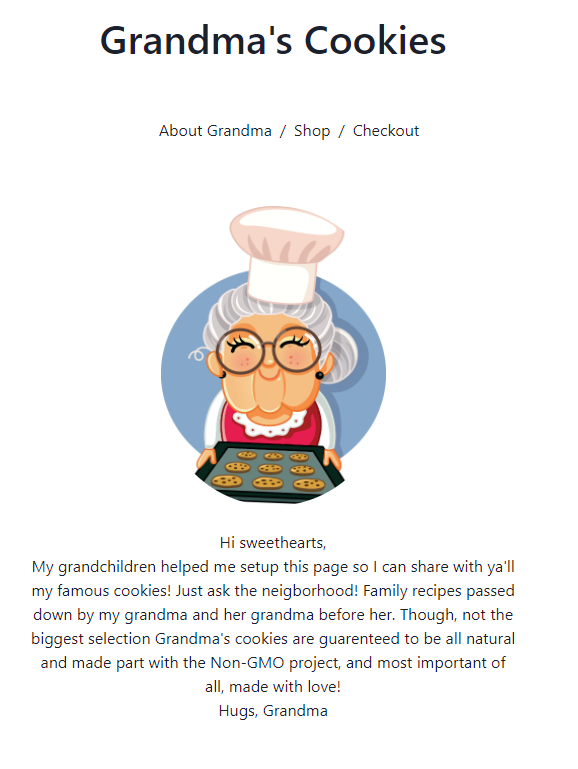 Grandma's Cookies
About Grandma / Shop / Checkout
Hi sweethearts,
My grandchildren helped me setup this page so I can share with ya'll
my famous cookies! Just ask the neigborhood! Family recipes passed
down by my grandma and her grandma before her. Though, not the
biggest selection Grandma's cookies are guarenteed to be all natural
and made part with the Non-GMO project, and most important of
all, made with love!
Hugs, Grandma